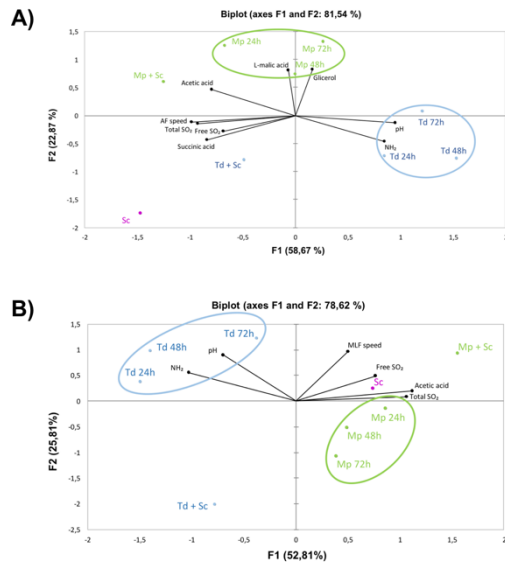 A)
Biplot (axes F1 and F2: 81,54 %)
2
1,5
1
0,5
0
-0,5
-1
-1,5
-2
F2 (22,87 %)
Mp 24h
Mp 72h
Mp 48h
L-malic acid
Glicerol
Mp + Sc
Acetic acid
AF speed
Total SO₂
Free SO₂
Succinic acid
pH
NH₂
Td 72h
Td 24h
Td 48h
Td + Sc
Sc
-2 -1,5 -1 -0,5 0 0,5 1 1,5 2
F1 (58,67 %)
B)
Biplot (axes F1 and F2: 78,62 %)
1,5
1
0,5
0
-0,5
-1
-1,5
-2
-2,5
F2 (25,81%)
Td 72h
Td 48h
Td 24h
pH
NH₂
MLF speed
Mp + Sc
Free SO₂
Sc
Acetic acid
Total SO₂
Mp 24h
Mp 48h
Mp 72h
Td + Sc
-2 -1,5 -1 -0,5 0 0,5 1 1,5 2
F1 (52,81%)